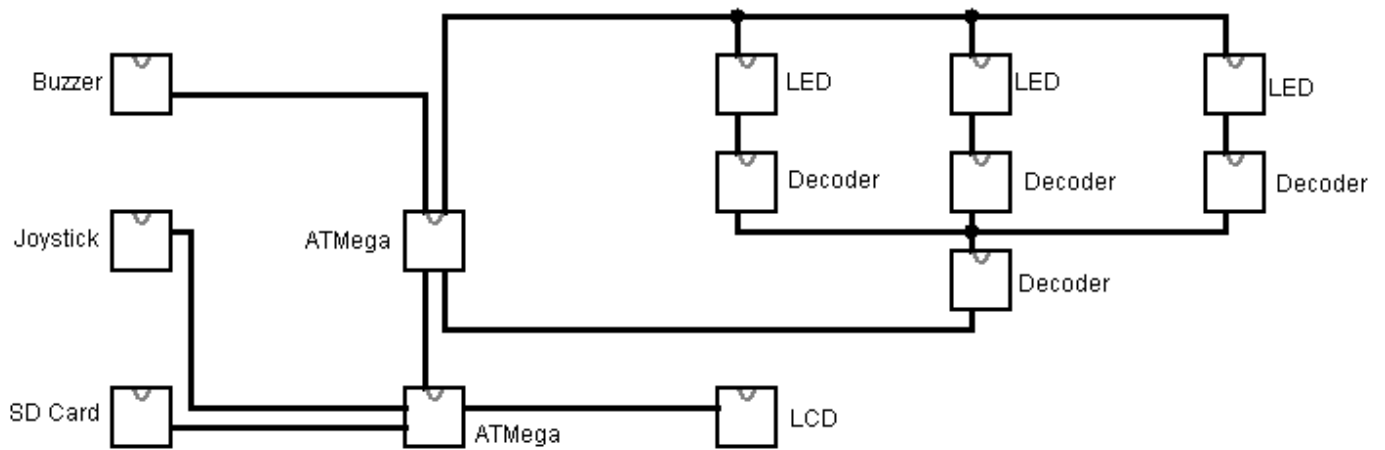 Buzzer
LED
LED
LED
Decoder
Decoder
Decoder
Joystick
ATMega
Decoder
SD Card
ATMega
LCD